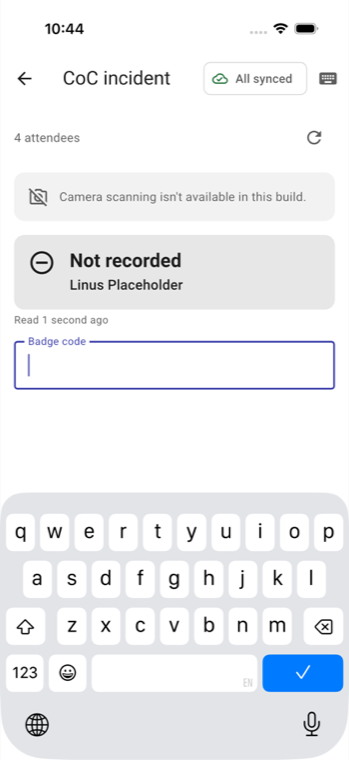 10:44
CoC incident
All synced
4 attendees
Camera scanning isn't available in this build.
Not recorded
Linus Placeholder
Read 1 second ago
Badge code
q w e r t y u i o p
a s d f g h j k l
z x c v b n m
123
EN